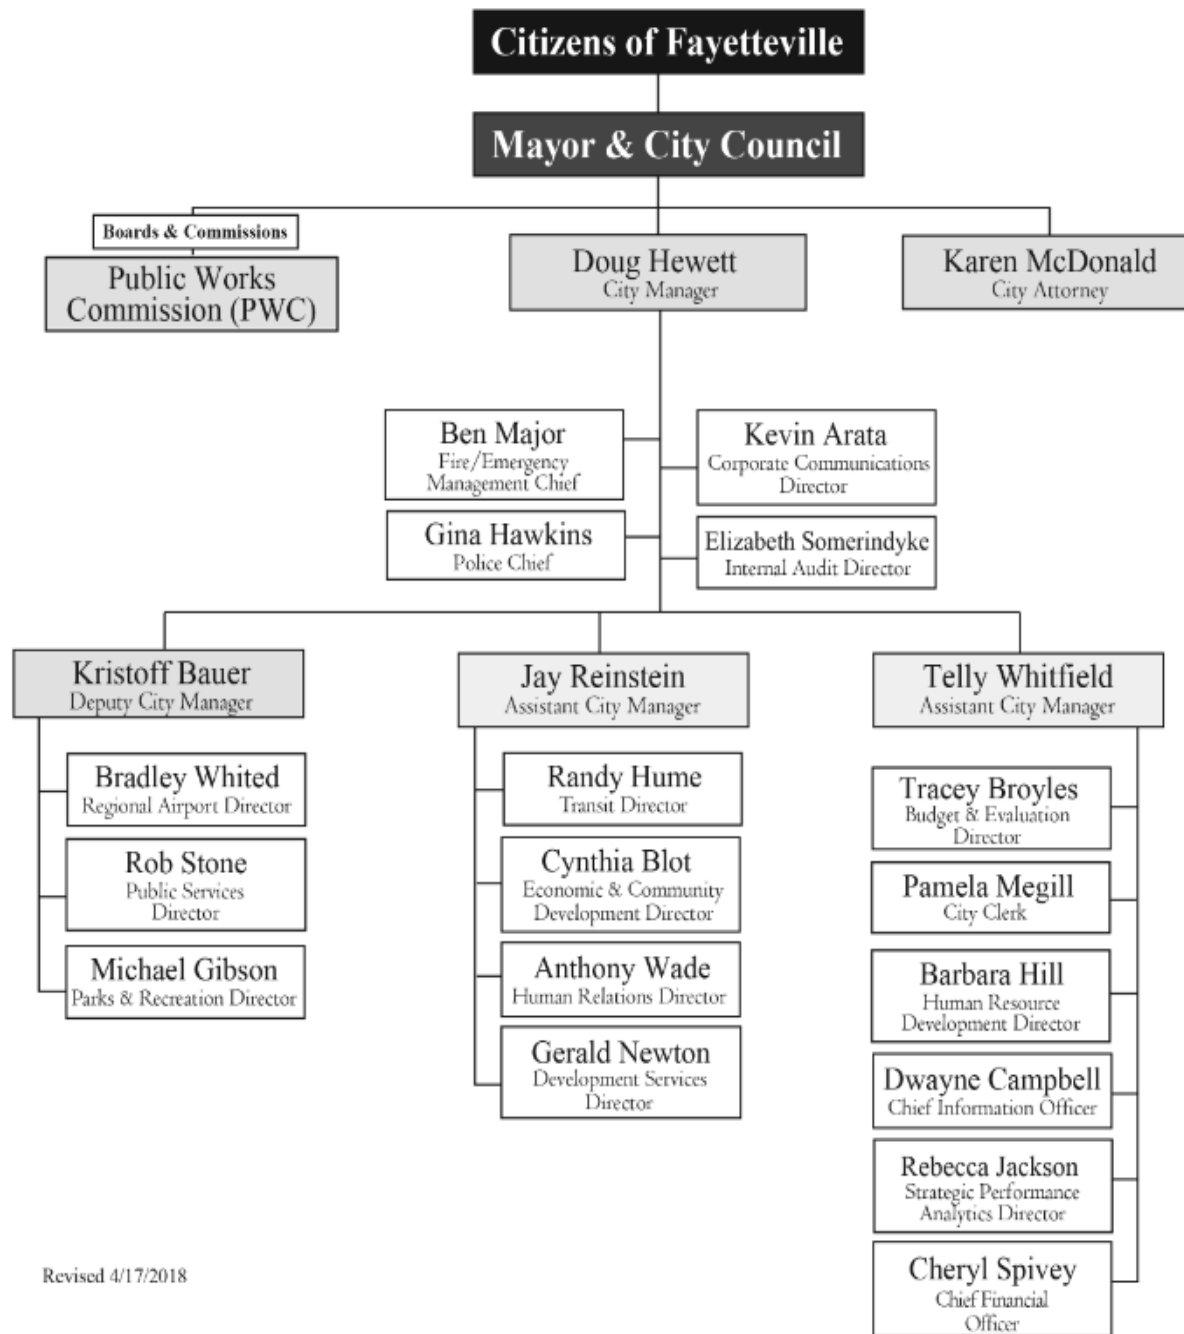 Citizens of Fayetteville
Mayor & City Council
Boards & Commissions
Public Works
Commission (PWC)
Doug Hewett
City Manager
Karen McDonald
City Attorney
Ben Major
Fire/Emergency
Management Chief
Kevin Arata
Corporate Communications
Director
Gina Hawkins
Police Chief
Elizabeth Somerindyke
Internal Audit Director
Kristoff Bauer
Deputy City Manager
Bradley Whited
Regional Airport Director
Rob Stone
Public Services
Director
Michael Gibson
Parks & Recreation Director
Jay Reinstein
Assistant City Manager
Randy Hume
Transit Director
Cynthia Blot
Economic & Community
Development Director
Anthony Wade
Human Relations Director
Gerald Newton
Development Services
Director
Telly Whitfield
Assistant City Manager
Tracey Broyles
Budget & Evaluation
Director
Pamela Megill
City Clerk
Barbara Hill
Human Resource
Development Director
Dwayne Campbell
Chief Information Officer
Rebecca Jackson
Strategic Performance
Analytics Director
Cheryl Spivey
Chief Financial
Officer
Revised 4/17/2018